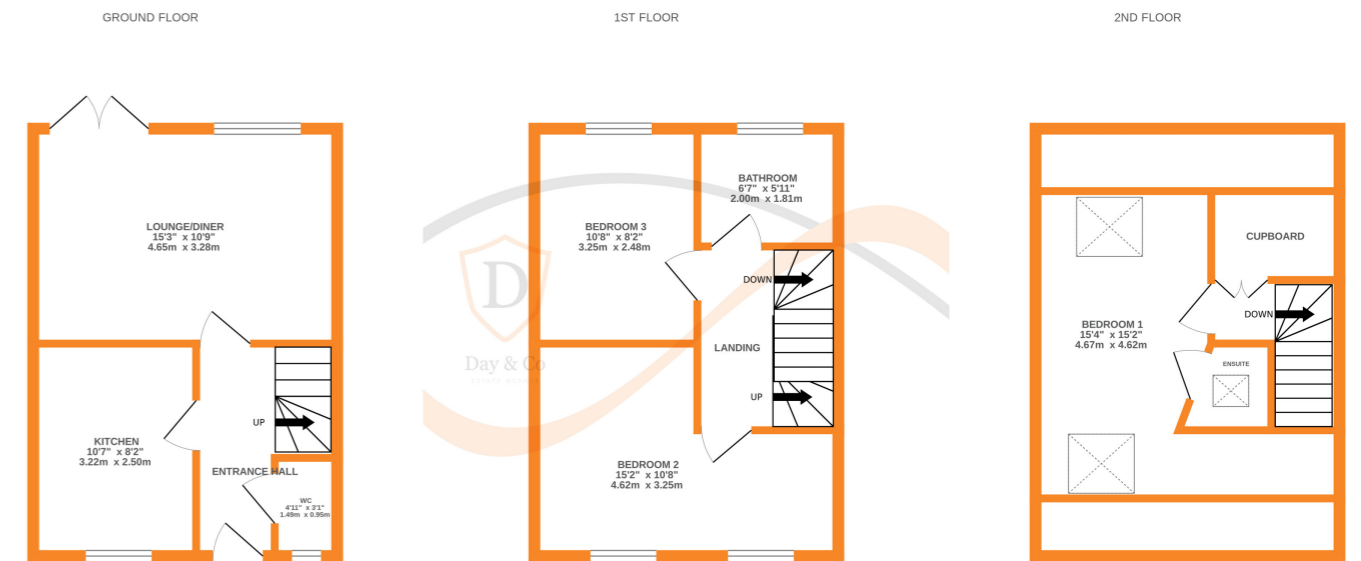 GROUND FLOOR
LOUNGE/DINER
15'3" x 10'9"
4.65m x 3.28m
KITCHEN
10'7" x 8'2"
3.22m x 2.50m
UP
ENTRANCE HALL
WC
4'11" x 3'1"
1.49m x 0.95m
1ST FLOOR
BATHROOM
6'7" x 5'11"
2.00m x 1.81m
BEDROOM 3
10'8" x 8'2"
3.25m x 2.48m
DOWN
LANDING
UP
BEDROOM 2
15'2" x 10'8"
4.62m x 3.25m
D
Day & Co
ESTATE AGENTS
2ND FLOOR
CUPBOARD
DOWN
BEDROOM 1
15'4" x 15'2"
4.67m x 4.62m
ENSUITE